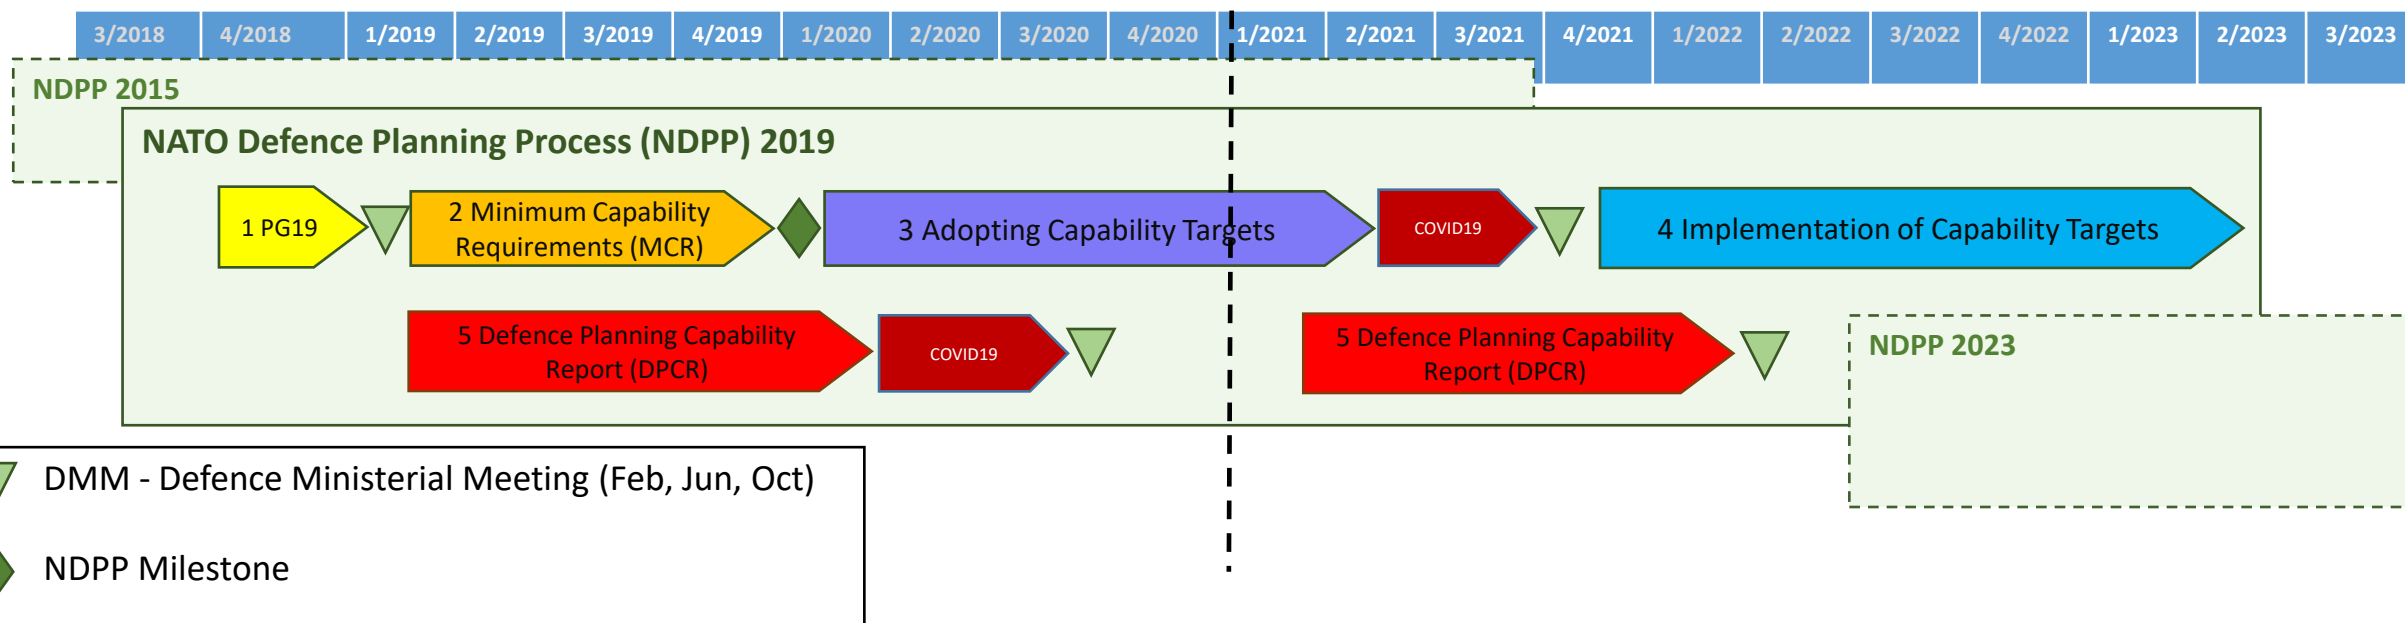 3/2018 4/2018 1/2019 2/2019 3/2019 4/2019 1/2020 2/2020 3/2020 4/2020 1/2021 2/2021 3/2021 4/2021 1/2022 2/2022 3/2022 4/2022 1/2023 2/2023 3/2023
NDPP 2015
NATO Defence Planning Process (NDPP) 2019
1 PG19
2 Minimum Capability
Requirements (MCR)
3 Adopting Capability Targets
COVID19
4 Implementation of Capability Targets
5 Defence Planning Capability
Report (DPCR)
COVID19
5 Defence Planning Capability
Report (DPCR)
NDPP 2023
DMM - Defence Ministerial Meeting (Feb, Jun, Oct)
NDPP Milestone